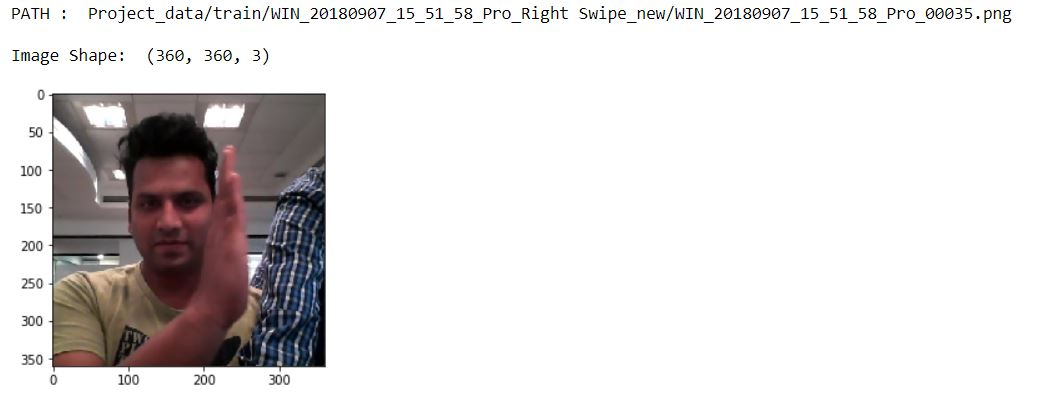 PATH :  Project_data/train/WIN_20180907_15_51_58_Pro_Right Swipe_new/WIN_20180907_15_51_58_Pro_00035.png
Image Shape:  (360, 360, 3)
0
50
100
150
200
250
300
350
0 100 200 300